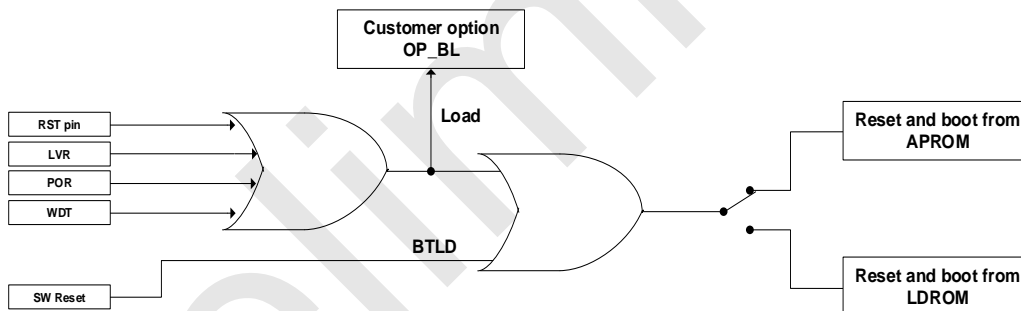 Customer option
OP_BL
Load
RST pin
LVR
POR
WDT
BTLD
SW Reset
Reset and boot from
APROM
Reset and boot from
LDROM